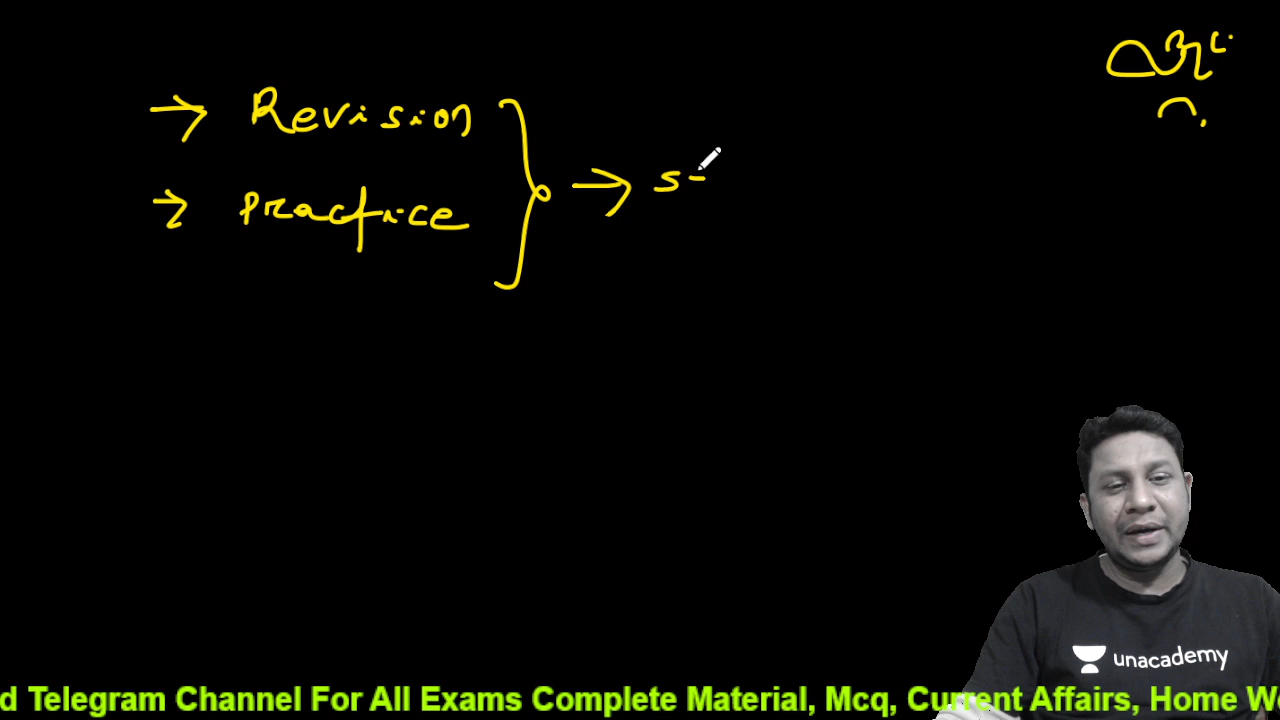 → Revision
→ Practice
→ S
unacademy
d Telegram Channel For All Exams Complete Material, Mcq, Current Affairs, Home W